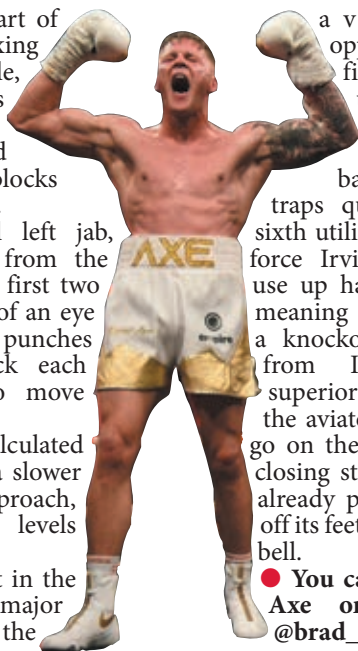 art of
king
le,
s
d
locks
left jab,
from the
first two
of an eye
punches
ck each
o move
lculated
a slower
proach,
levels
t in the
major
the
AXE
a v
opp
fi
ba
traps qu
sixth utili
force Irvi
use up ha
meaning
a knocko
from
superior
the aviato
go on the
closing st
already p
off its feet
bell.
● You ca
Axe on
@brad_